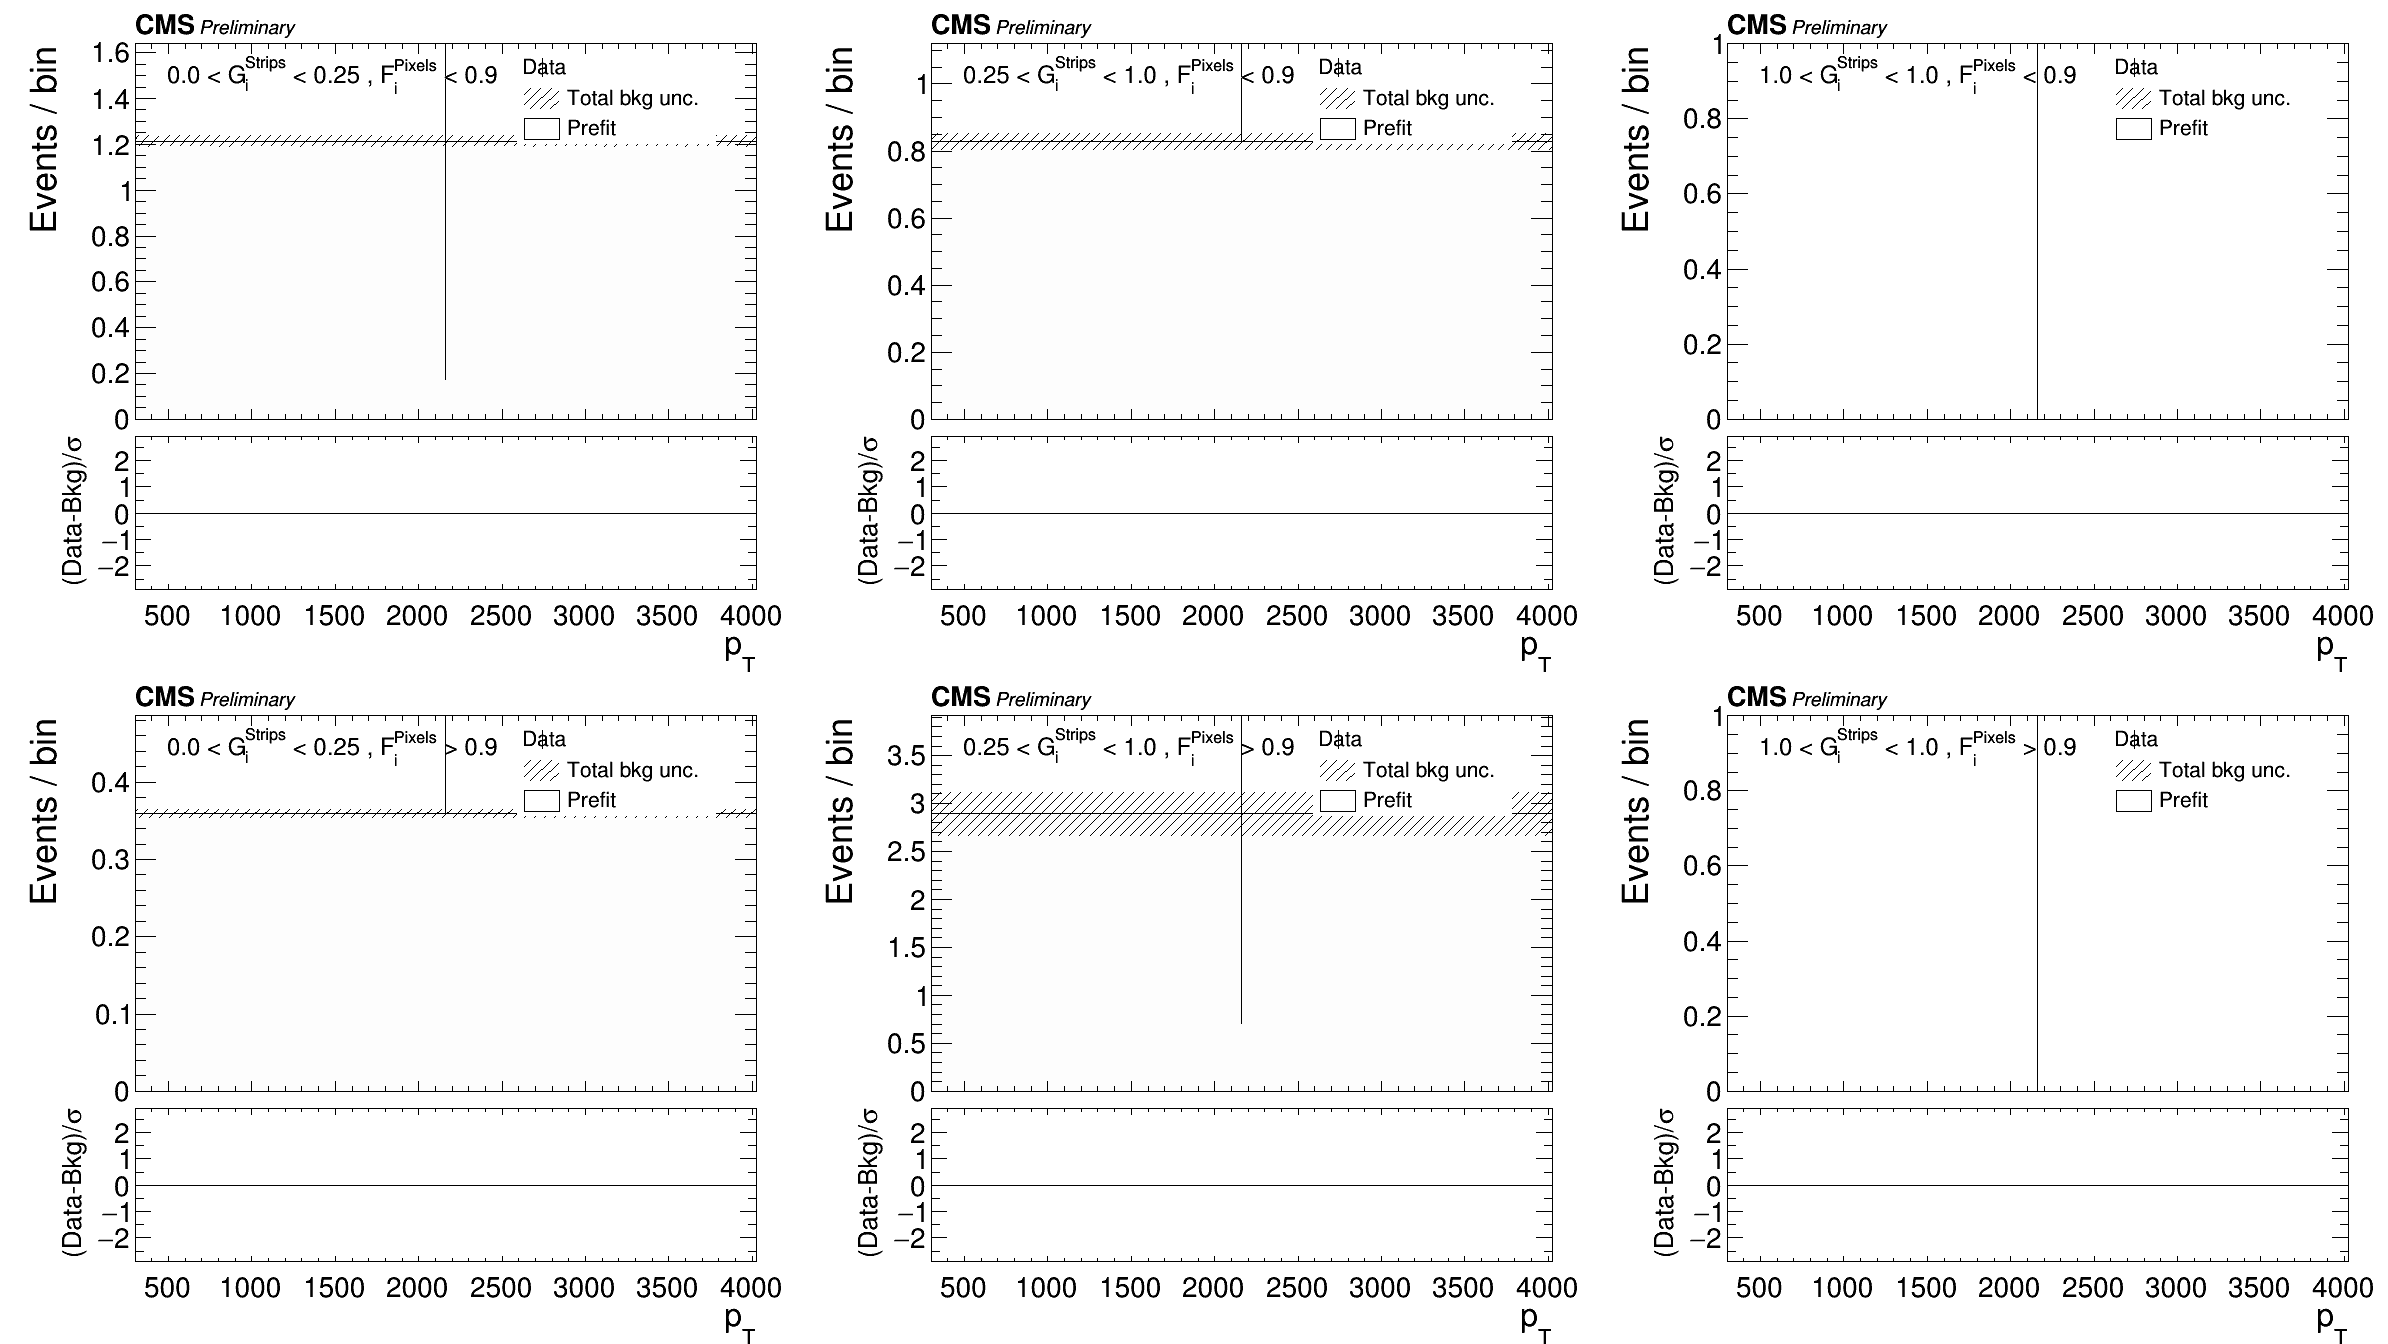 CMS Preliminary
Events / bin
1.6
1.4
1.2
1
0.8
0.6
0.4
0.2
0
0.0 < G_i^Strips < 0.25 , F_i^Pixels < 0.9
Data
Total bkg unc.
Prefit
(Data-Bkg)/σ
2
1
0
−1
−2
500 1000 1500 2000 2500 3000 3500 4000
p_T
CMS Preliminary
Events / bin
1
0.8
0.6
0.4
0.2
0
0.25 < G_i^Strips < 1.0 , F_i^Pixels < 0.9
Data
Total bkg unc.
Prefit
(Data-Bkg)/σ
2
1
0
−1
−2
500 1000 1500 2000 2500 3000 3500 4000
p_T
CMS Preliminary
Events / bin
1
0.8
0.6
0.4
0.2
0
1.0 < G_i^Strips < 1.0 , F_i^Pixels < 0.9
Data
Total bkg unc.
Prefit
(Data-Bkg)/σ
2
1
0
−1
−2
500 1000 1500 2000 2500 3000 3500 4000
p_T
CMS Preliminary
Events / bin
0.4
0.3
0.2
0.1
0
0.0 < G_i^Strips < 0.25 , F_i^Pixels > 0.9
Data
Total bkg unc.
Prefit
(Data-Bkg)/σ
2
1
0
−1
−2
500 1000 1500 2000 2500 3000 3500 4000
p_T
CMS Preliminary
Events / bin
3.5
3
2.5
2
1.5
1
0.5
0
0.25 < G_i^Strips < 1.0 , F_i^Pixels > 0.9
Data
Total bkg unc.
Prefit
(Data-Bkg)/σ
2
1
0
−1
−2
500 1000 1500 2000 2500 3000 3500 4000
p_T
CMS Preliminary
Events / bin
1
0.8
0.6
0.4
0.2
0
1.0 < G_i^Strips < 1.0 , F_i^Pixels > 0.9
Data
Total bkg unc.
Prefit
(Data-Bkg)/σ
2
1
0
−1
−2
500 1000 1500 2000 2500 3000 3500 4000
p_T